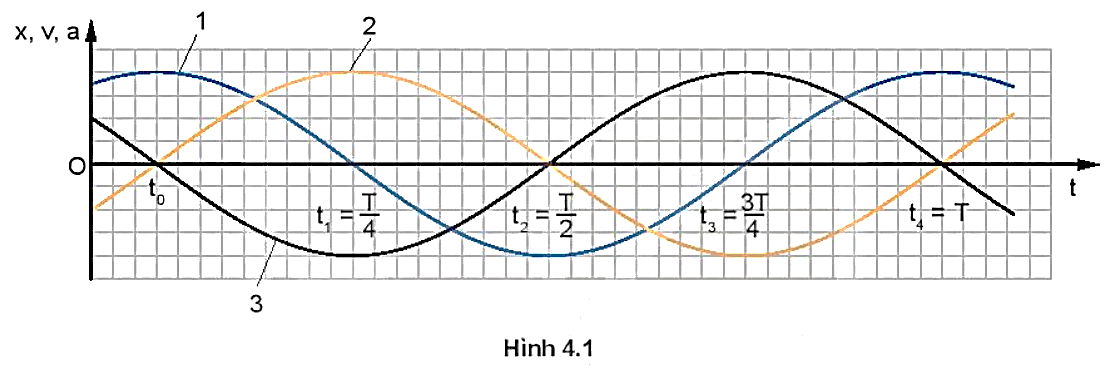 x, v, a
1
2
O
t₀
t₁ = T/4
t₂ = T/2
t₃ = 3T/4
t₄ = T
t
3
Hình 4.1